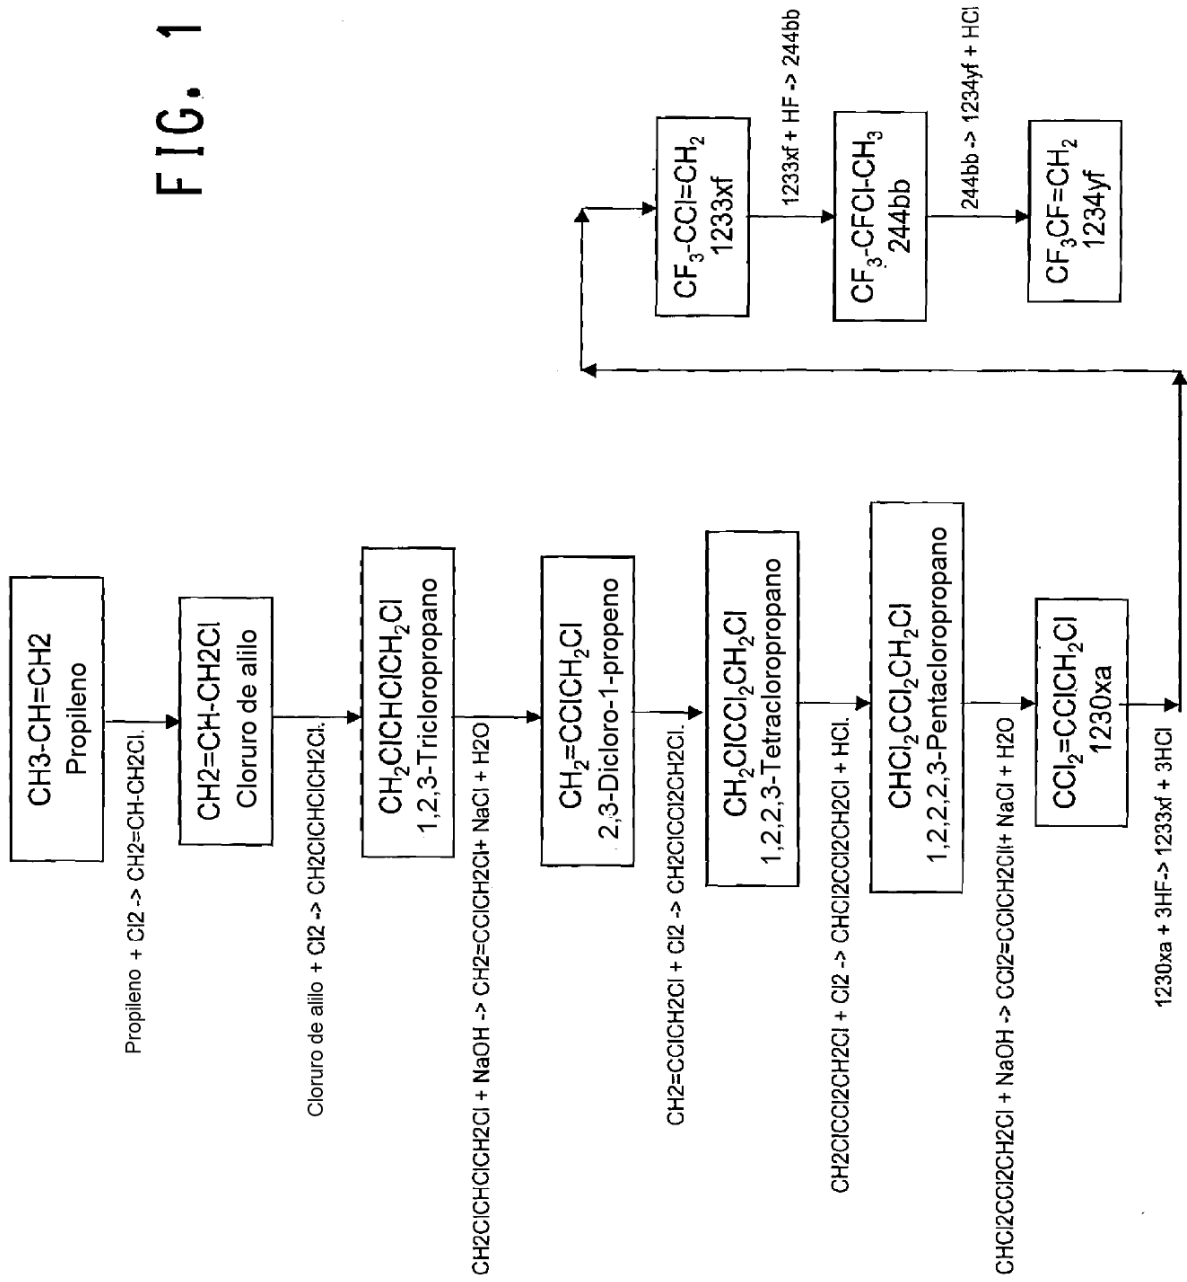 FIG. 1
CH3-CH=CH2
Propileno
Propileno + Cl2 -> CH2=CH-CH2Cl.
CH2=CH-CH2Cl
Cloruro de alilo
Cloruro de alilo + Cl2 -> CH2ClCHClCH2Cl.
CH₂ClCHClCH₂Cl
1,2,3-Tricloropropano
CH2ClCHClCH2Cl + NaOH -> CH2=CClCH2Cl+ NaCl + H2O
CH₂=CClCH₂Cl
2,3-Dicloro-1-propeno
CH2=CClCH2Cl + Cl2 -> CH2ClCCl2CH2Cl.
CH₂ClCCl₂CH₂Cl
1,2,2,3-Tetracloropropano
CH2ClCCl2CH2Cl + Cl2 -> CHCl2CCl2CH2Cl + HCl.
CHCl₂CCl₂CH₂Cl
1,2,2,2,3-Pentacloropropano
CHCl2CCl2CH2Cl + NaOH -> CCl2=CClCH2Cll+ NaCl + H2O
CCl₂=CClCH₂Cl
1230xa
1230xa + 3HF-> 1233xf + 3HCl
CF₃-CCl=CH₂
1233xf
1233xf + HF -> 244bb
CF₃-CFCl-CH₃
244bb
244bb -> 1234yf + HCl
CF₃CF=CH₂
1234yf